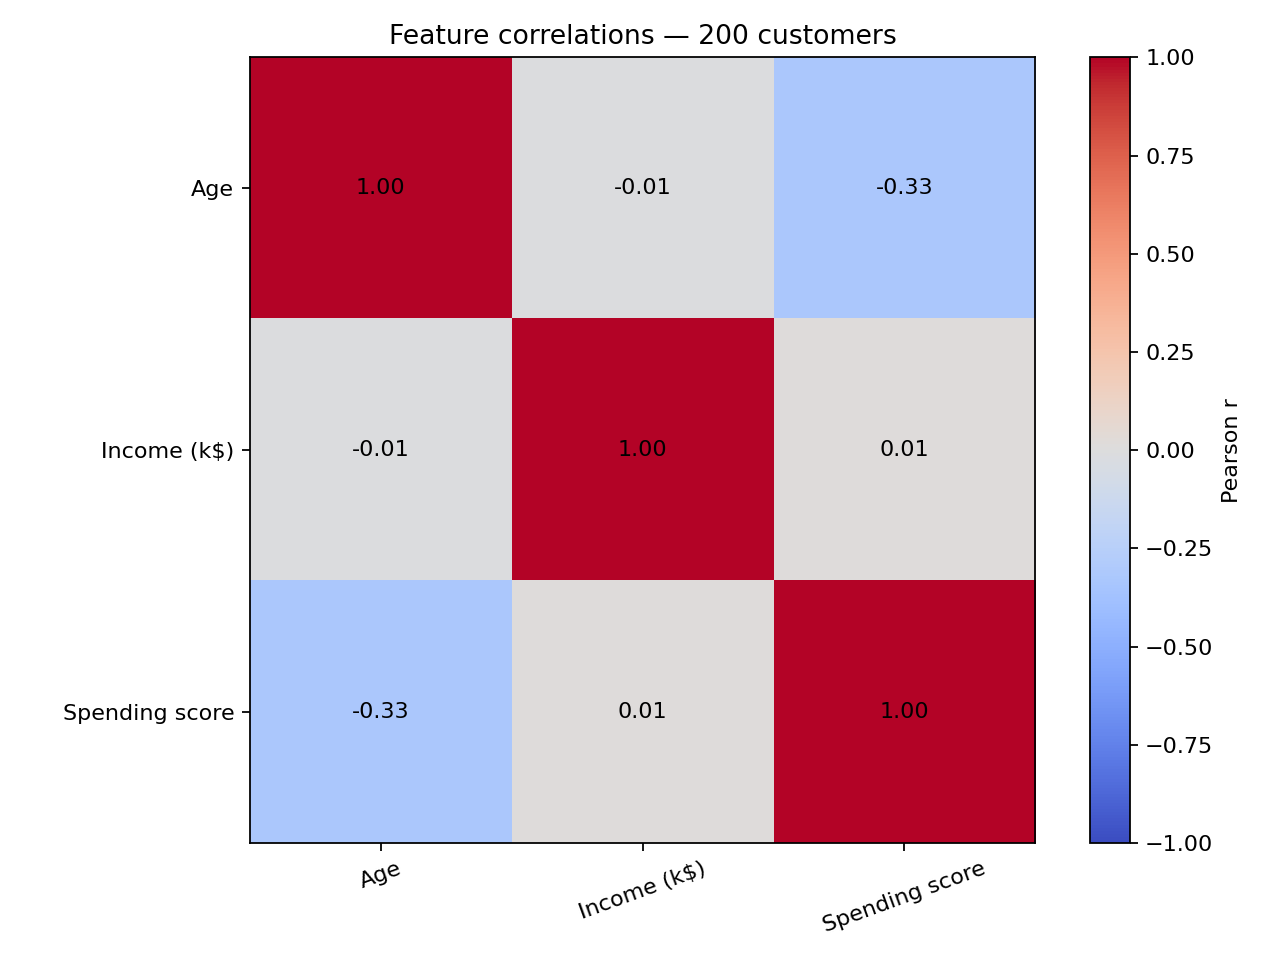 Feature correlations — 200 customers
Age
1.00
-0.01
-0.33
Income (k$)
-0.01
1.00
0.01
Spending score
-0.33
0.01
1.00
Age
Income (k$)
Spending score
1.00
0.75
0.50
0.25
0.00
−0.25
−0.50
−0.75
−1.00
Pearson r